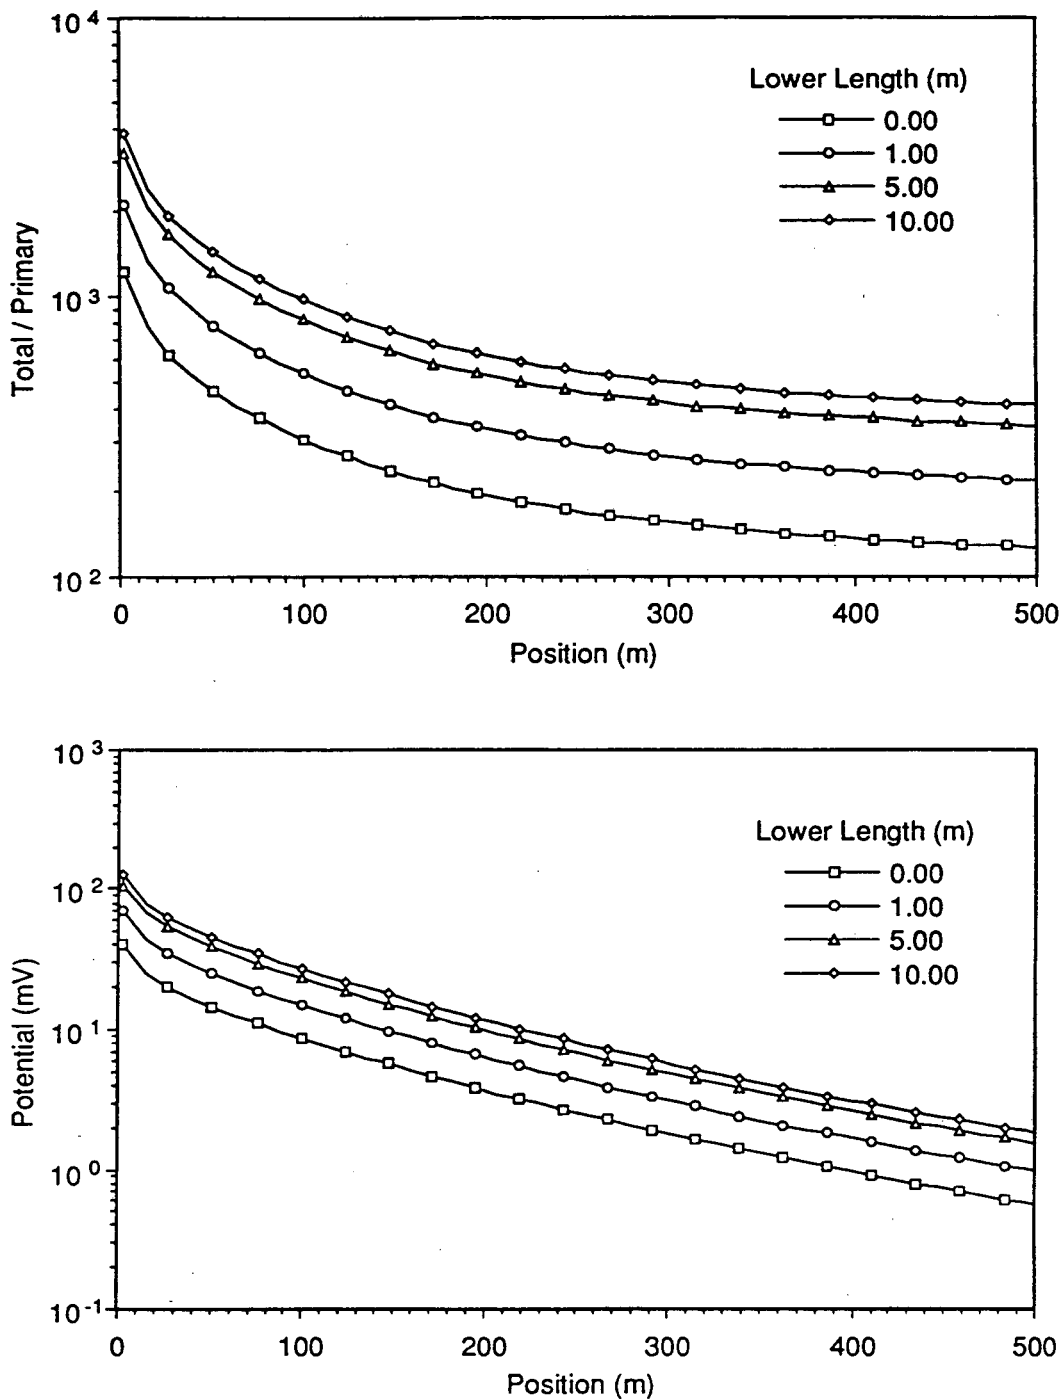 10^4
Lower Length (m)
0.00
1.00
5.00
10.00
Total / Primary
10^3
10^2
0 100 200 300 400 500
Position (m)
10^3
Lower Length (m)
0.00
1.00
5.00
10.00
10^2
Potential (mV)
10^1
10^0
10^-1
0 100 200 300 400 500
Position (m)